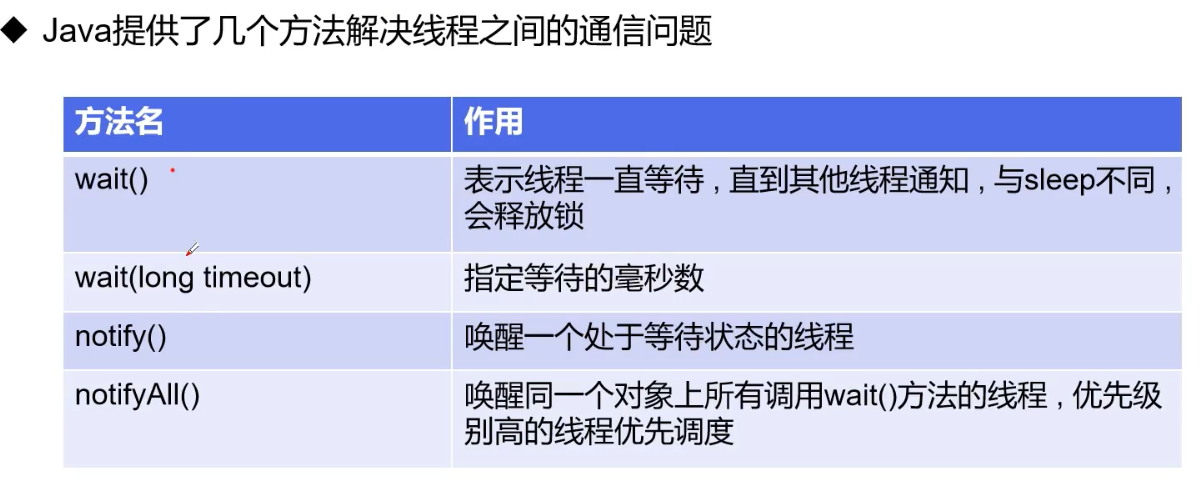 ◆ Java提供了几个方法解决线程之间的通信问题
方法名
作用
wait()
表示线程一直等待，直到其他线程通知，与sleep不同，
会释放锁
wait(long timeout)
指定等待的毫秒数
notify()
唤醒一个处于等待状态的线程
notifyAll()
唤醒同一个对象上所有调用wait()方法的线程，优先级
别高的线程优先调度